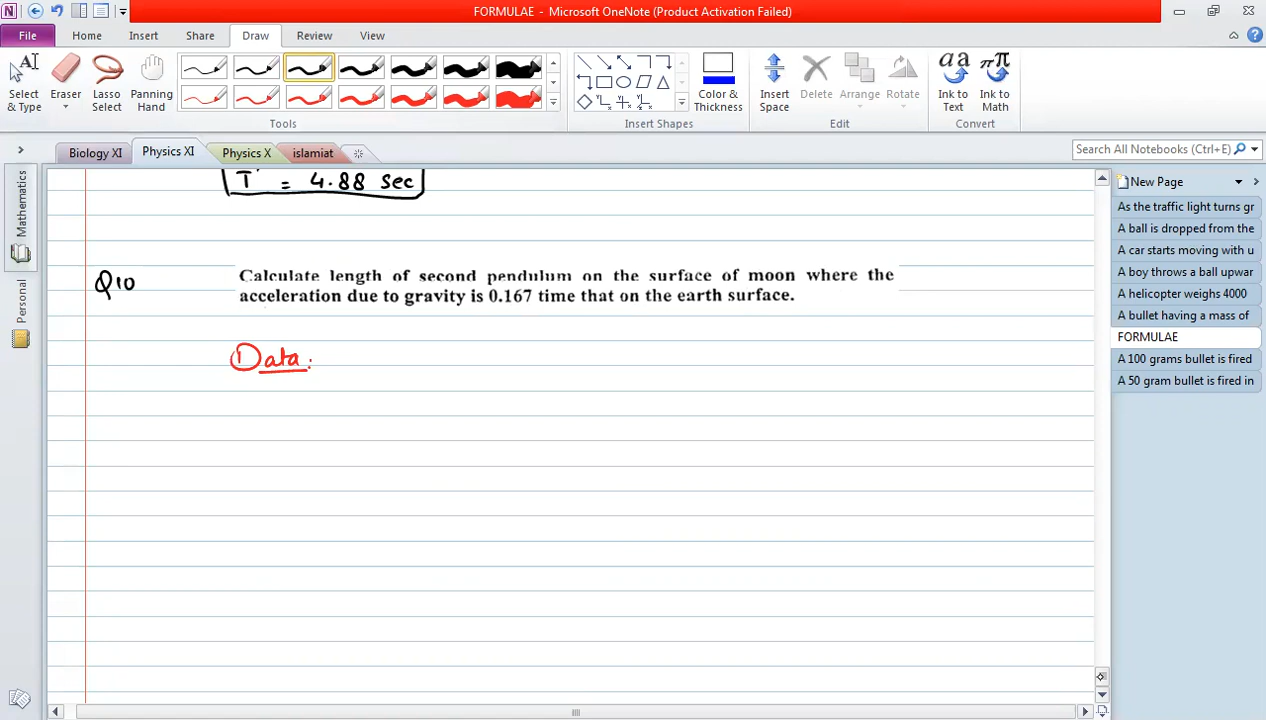 FORMULAE - Microsoft OneNote (Product Activation Failed)
File Home Insert Share Draw Review View
Select & Type
Eraser
Lasso Select
Panning Hand
Color & Thickness
Insert Space
Delete
Arrange
Rotate
Ink to Text
Ink to Math
Tools
Insert Shapes
Edit
Convert
Biology XI Physics XI Physics X islamiat
Search All Notebooks (Ctrl+E)
Mathematics
Personal
T' = 4.88 sec
Q10
Calculate length of second pendulum on the surface of moon where the
acceleration due to gravity is 0.167 time that on the earth surface.
Data:
New Page
As the traffic light turns gr
A ball is dropped from the
A car starts moving with u
A boy throws a ball upwar
A helicopter weighs 4000
A bullet having a mass of
FORMULAE
A 100 grams bullet is fired
A 50 gram bullet is fired in